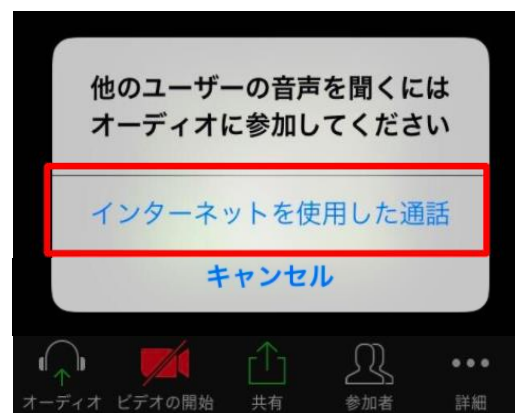 他のユーザーの音声を聞くには
オーディオに参加してください
インターネットを使用した通話
キャンセル
オーディオ ビデオの開始 共有 参加者 詳細